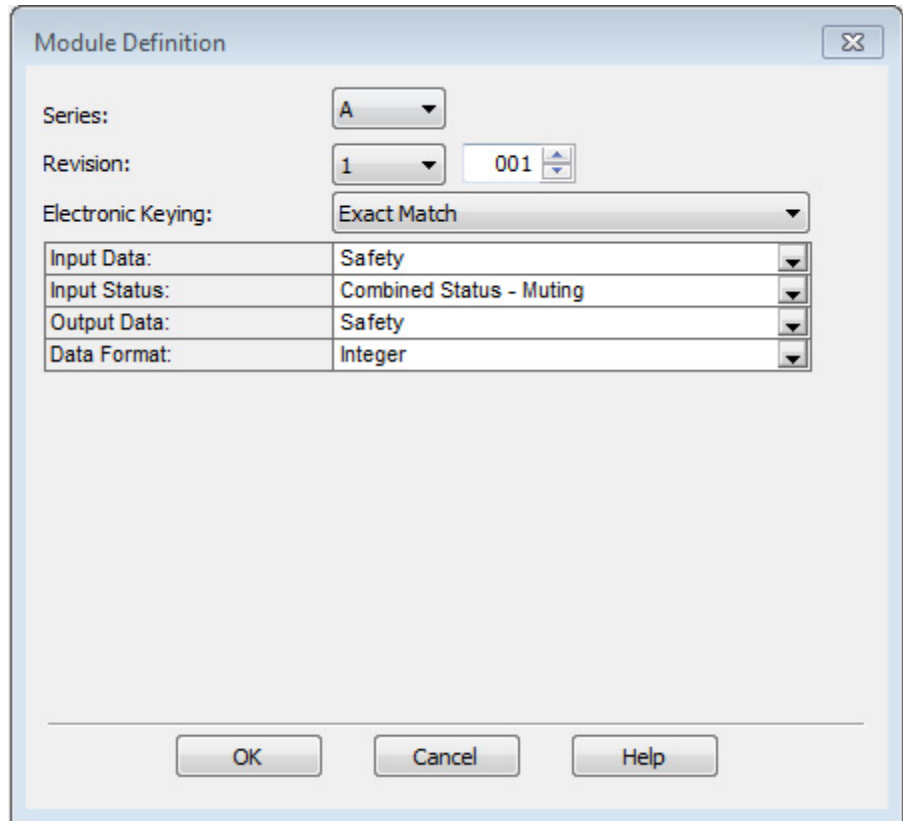 Module Definition
Series: A
Revision: 1 001
Electronic Keying: Exact Match
Input Data: Safety
Input Status: Combined Status - Muting
Output Data: Safety
Data Format: Integer
OK Cancel Help